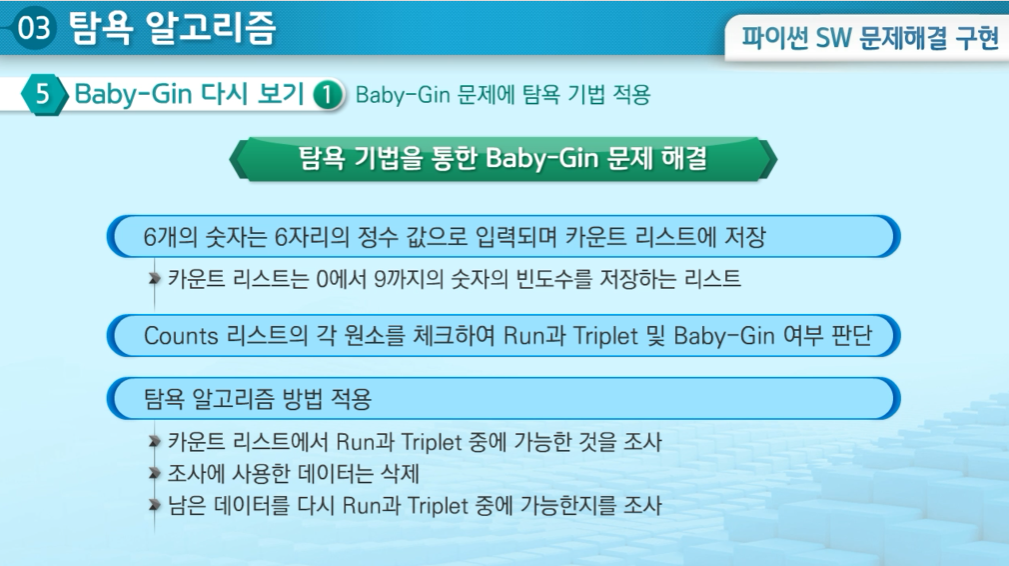 03 탐욕 알고리즘
파이썬 SW 문제해결 구현
5 Baby-Gin 다시 보기 1 Baby-Gin 문제에 탐욕 기법 적용
탐욕 기법을 통한 Baby-Gin 문제 해결
6개의 숫자는 6자리의 정수 값으로 입력되며 카운트 리스트에 저장
카운트 리스트는 0에서 9까지의 숫자의 빈도수를 저장하는 리스트
Counts 리스트의 각 원소를 체크하여 Run과 Triplet 및 Baby-Gin 여부 판단
탐욕 알고리즘 방법 적용
카운트 리스트에서 Run과 Triplet 중에 가능한 것을 조사
조사에 사용한 데이터는 삭제
남은 데이터를 다시 Run과 Triplet 중에 가능한지를 조사